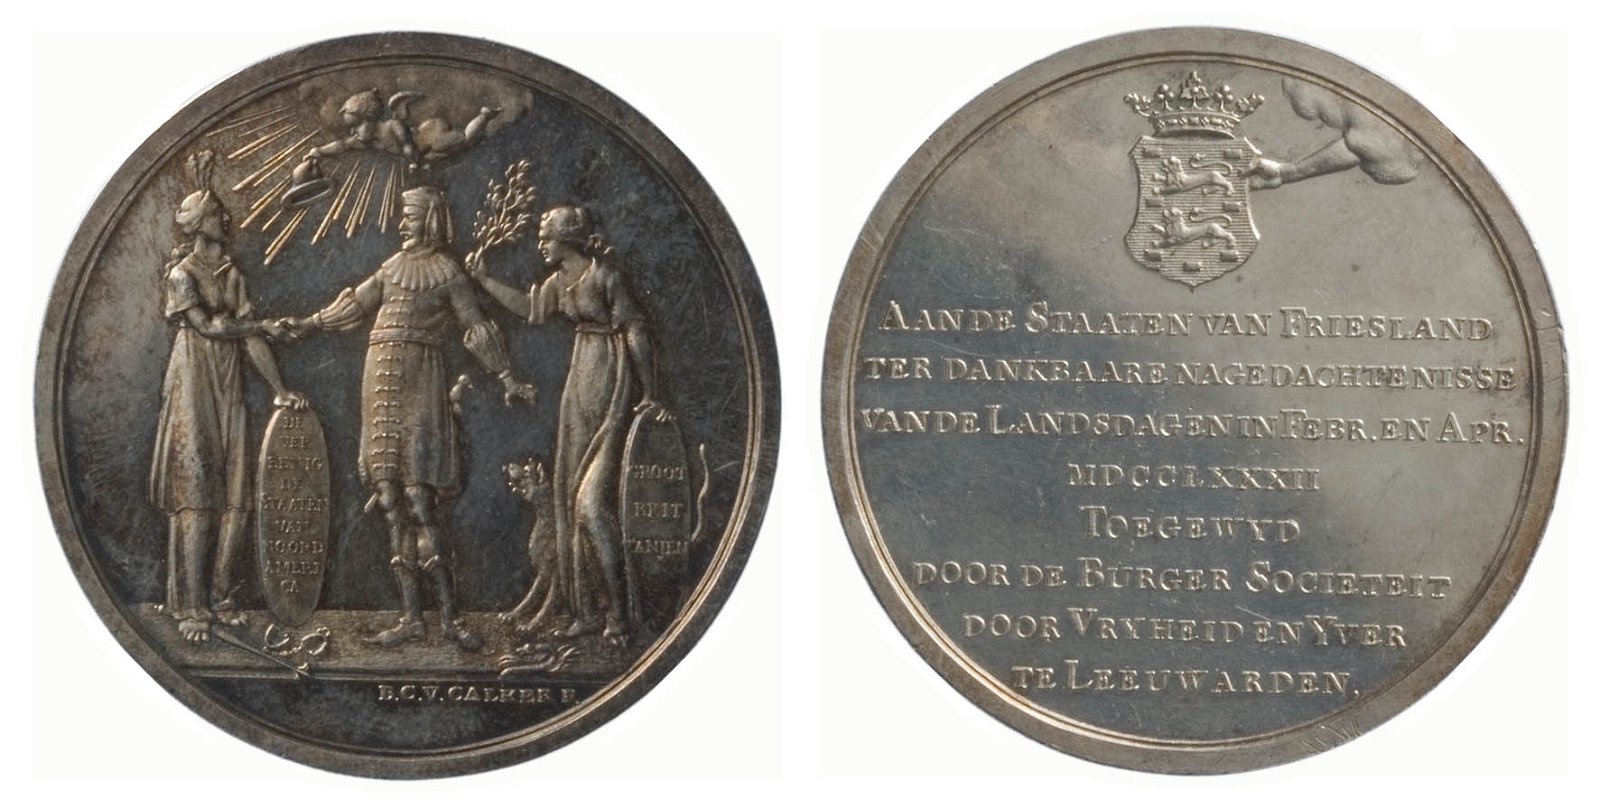 DE
VER
EENIG
DE
STAATEN
VAN
NOORD
AMERI
CA
GROOT
BRIT
TANJEN
B.C.V. CALKER F.
AAN DE STAATEN VAN FRIESLAND
TER DANKBAARE NAGEDACHTENISSE
VAN DE LANDSDAGEN IN FEBR. EN APR.
MDCCLXXXII
TOEGEWYD
DOOR DE BURGER SOCIETEIT
DOOR VRYHEID EN YVER
TE LEEUWARDEN.